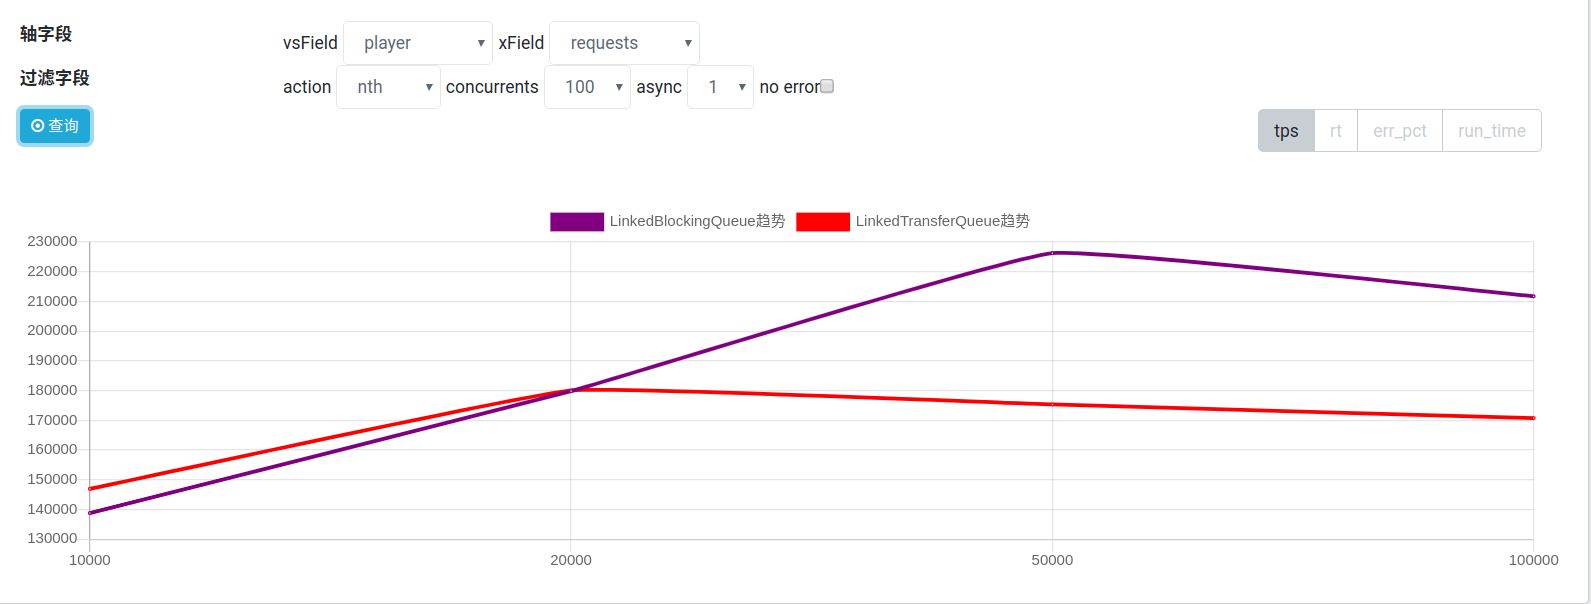 轴字段
vsField player xField requests
过滤字段
action nth concurrents 100 async 1 no error
查询
tps rt err_pct run_time
LinkedBlockingQueue趋势 LinkedTransferQueue趋势
230000
220000
210000
200000
190000
180000
170000
160000
150000
140000
130000
10000 20000 50000 100000